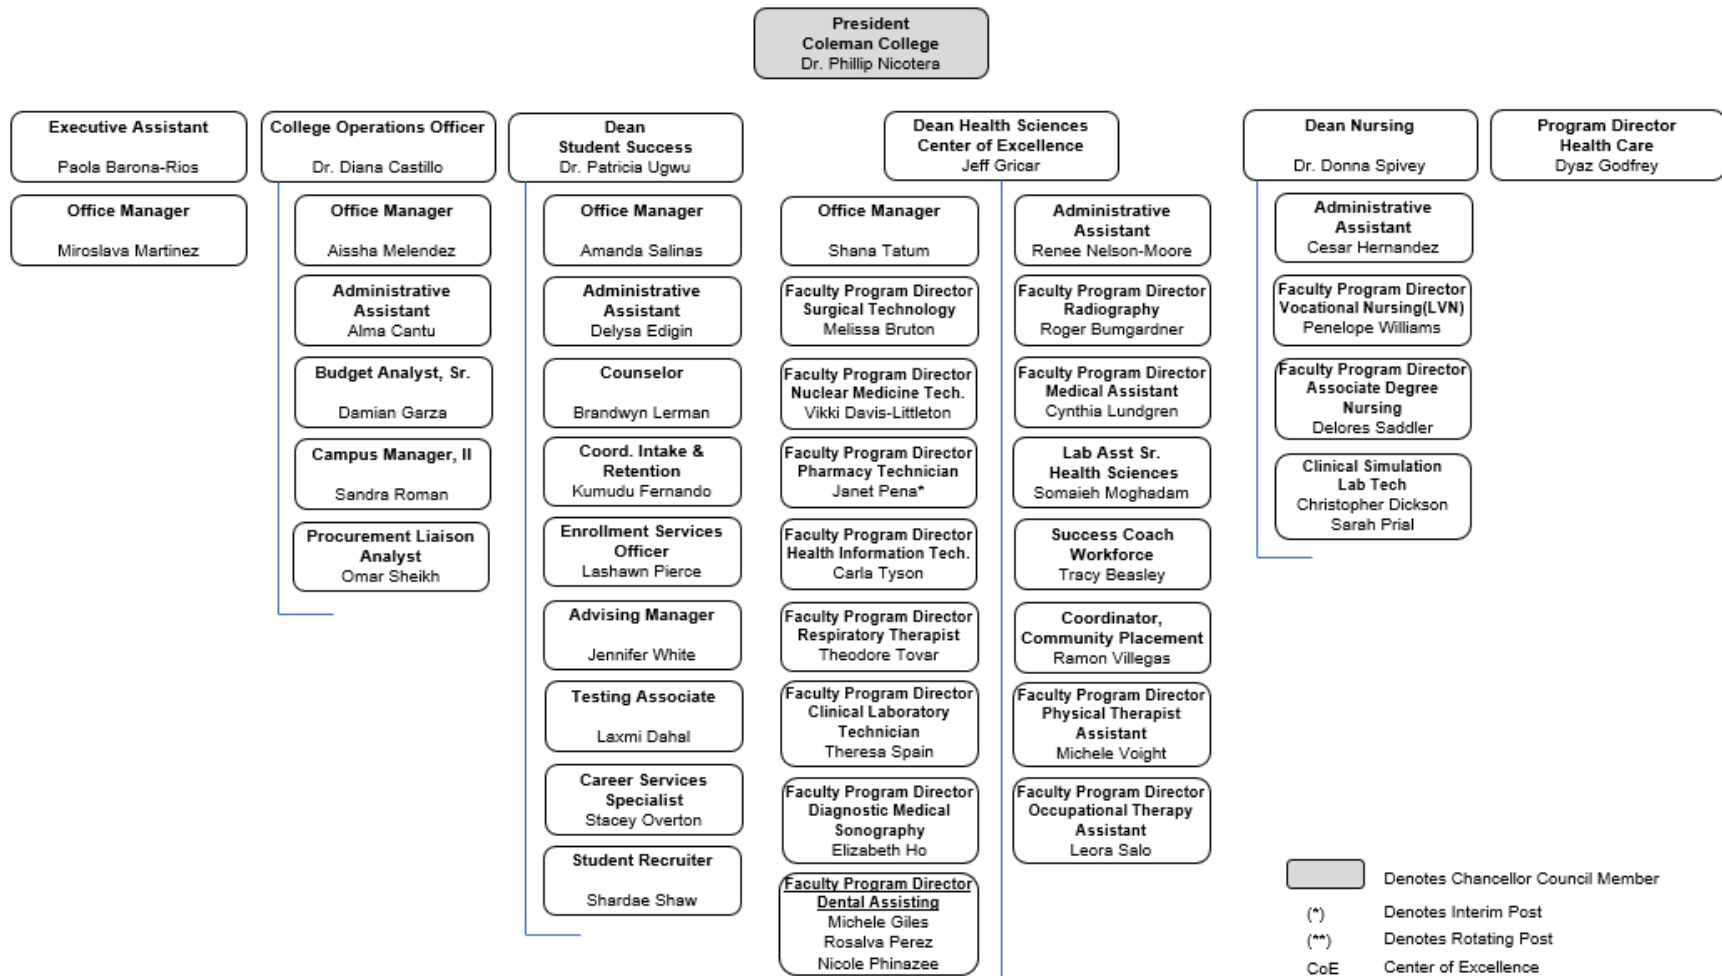 President
Coleman College
Dr. Phillip Nicotera
Executive Assistant
Paola Barona-Rios
Office Manager
Miroslava Martinez
College Operations Officer
Dr. Diana Castillo
Office Manager
Aissha Melendez
Administrative
Assistant
Alma Cantu
Budget Analyst, Sr.
Damian Garza
Campus Manager, II
Sandra Roman
Procurement Liaison
Analyst
Omar Sheikh
Dean
Student Success
Dr. Patricia Ugwu
Office Manager
Amanda Salinas
Administrative
Assistant
Delysa Edigin
Counselor
Brandwyn Lerman
Coord. Intake &
Retention
Kumudu Fernando
Enrollment Services
Officer
Lashawn Pierce
Advising Manager
Jennifer White
Testing Associate
Laxmi Dahal
Career Services
Specialist
Stacey Overton
Student Recruiter
Shardae Shaw
Dean Health Sciences
Center of Excellence
Jeff Gricar
Office Manager
Shana Tatum
Faculty Program Director
Surgical Technology
Melissa Bruton
Faculty Program Director
Nuclear Medicine Tech.
Vikki Davis-Littleton
Faculty Program Director
Pharmacy Technician
Janet Pena*
Faculty Program Director
Health Information Tech.
Carla Tyson
Faculty Program Director
Respiratory Therapist
Theodore Tovar
Faculty Program Director
Clinical Laboratory
Technician
Theresa Spain
Faculty Program Director
Diagnostic Medical
Sonography
Elizabeth Ho
Faculty Program Director
Dental Assisting
Michele Giles
Rosalva Perez
Nicole Phinazee
Administrative
Assistant
Renee Nelson-Moore
Faculty Program Director
Radiography
Roger Bumgardner
Faculty Program Director
Medical Assistant
Cynthia Lundgren
Lab Asst Sr.
Health Sciences
Somaieh Moghadam
Success Coach
Workforce
Tracy Beasley
Coordinator,
Community Placement
Ramon Villegas
Faculty Program Director
Physical Therapist
Assistant
Michele Voight
Faculty Program Director
Occupational Therapy
Assistant
Leora Salo
Dean Nursing
Dr. Donna Spivey
Administrative
Assistant
Cesar Hernandez
Faculty Program Director
Vocational Nursing(LVN)
Penelope Williams
Faculty Program Director
Associate Degree
Nursing
Delores Saddler
Clinical Simulation
Lab Tech
Christopher Dickson
Sarah Prial
Program Director
Health Care
Dyaz Godfrey
Denotes Chancellor Council Member
(*) Denotes Interim Post
(**) Denotes Rotating Post
CoE Center of Excellence